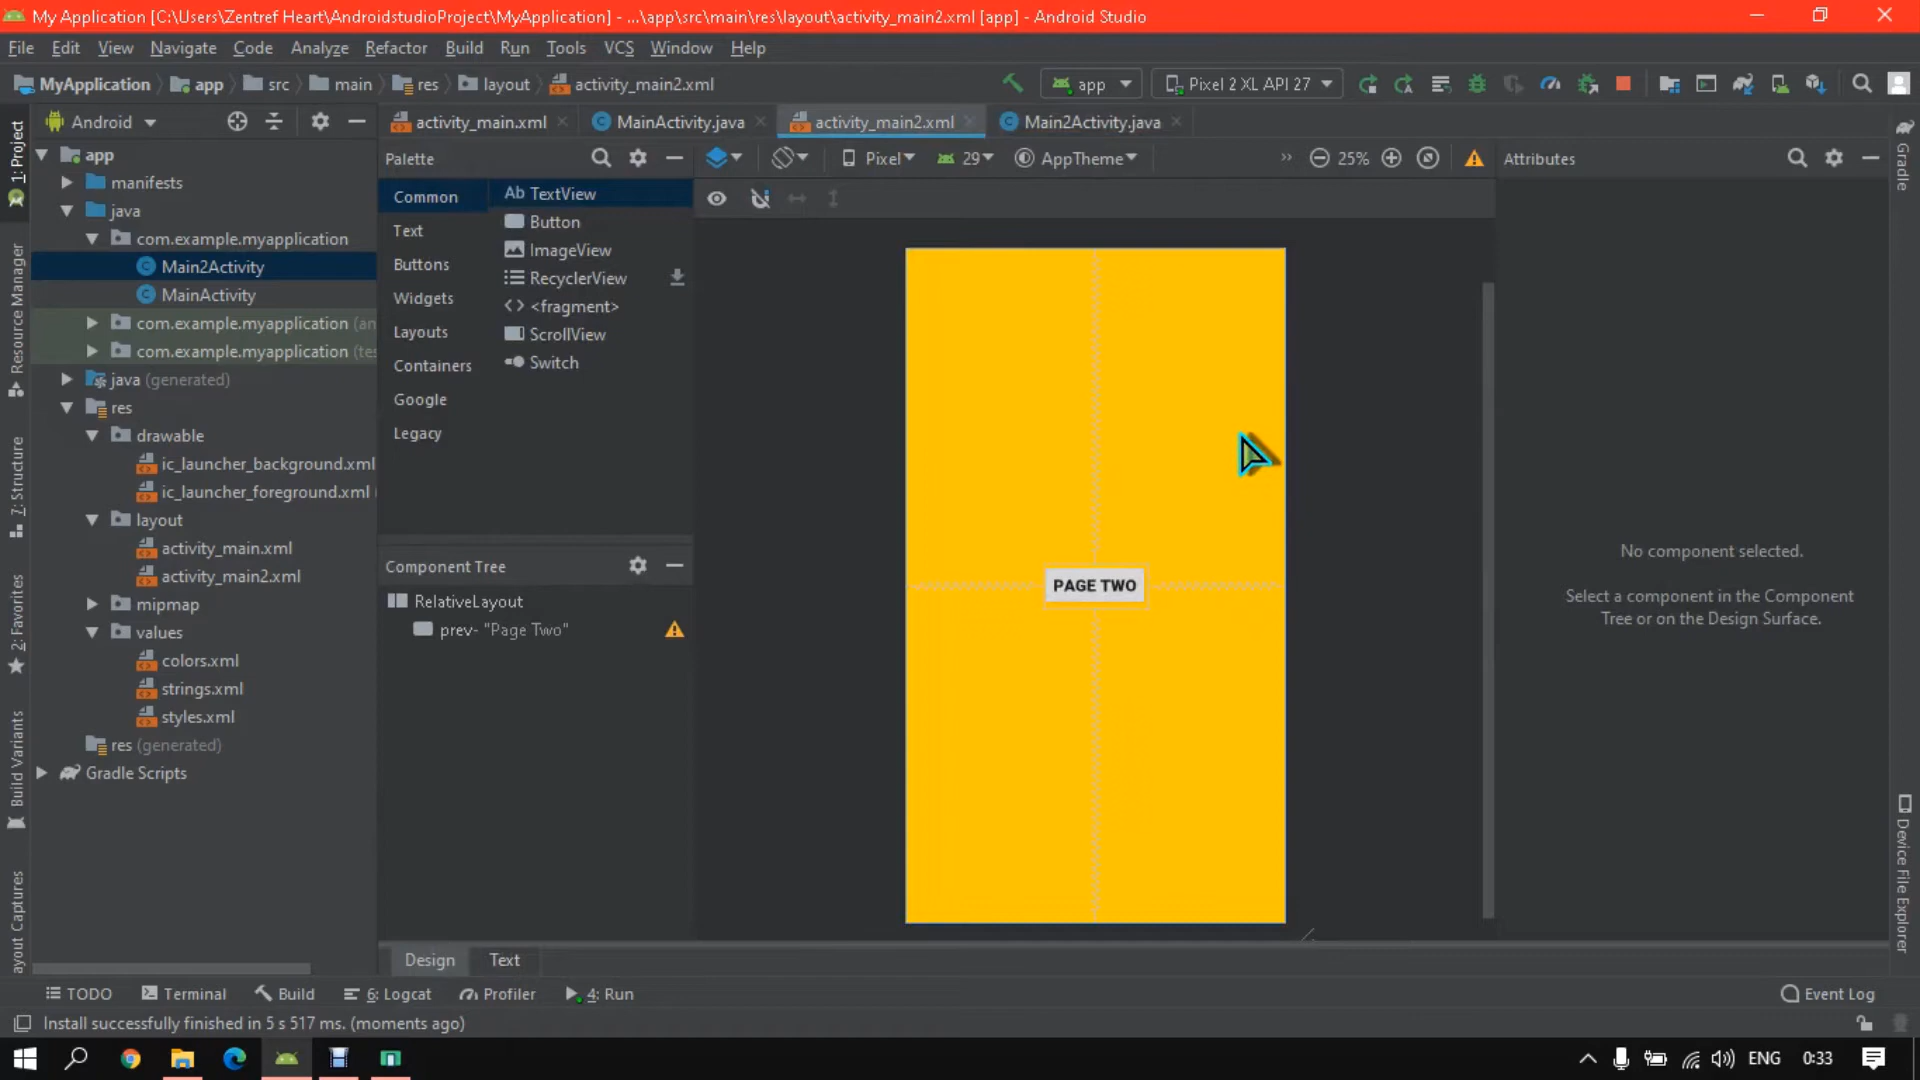 My Application [C:\Users\Zentref Heart\AndroidstudioProject\MyApplication] - ...\app\src\main\res\layout\activity_main2.xml [app] - Android Studio
File Edit View Navigate Code Analyze Refactor Build Run Tools VCS Window Help
MyApplication app src main res layout activity_main2.xml app Pixel 2 XL API 27
Android activity_main.xml MainActivity.java activity_main2.xml Main2Activity.java
Palette Pixel 29 AppTheme » 25% Attributes
app
manifests
java
com.example.myapplication
Main2Activity
MainActivity
com.example.myapplication (an
com.example.myapplication (tes
java (generated)
res
drawable
ic_launcher_background.xml
ic_launcher_foreground.xml
layout
activity_main.xml
activity_main2.xml
mipmap
values
colors.xml
strings.xml
styles.xml
res (generated)
Gradle Scripts
Common
Text
Buttons
Widgets
Layouts
Containers
Google
Legacy
Ab TextView
Button
ImageView
RecyclerView
<fragment>
ScrollView
Switch
Component Tree
RelativeLayout
prev- "Page Two"
PAGE TWO
No component selected.
Select a component in the Component
Tree or on the Design Surface.
1: Project
Resource Manager
7: Structure
2: Favorites
Build Variants
ayout Captures
Gradle
Device File Explorer
Design Text
TODO Terminal Build 6: Logcat Profiler 4: Run Event Log
Install successfully finished in 5 s 517 ms. (moments ago)
ENG 0:33